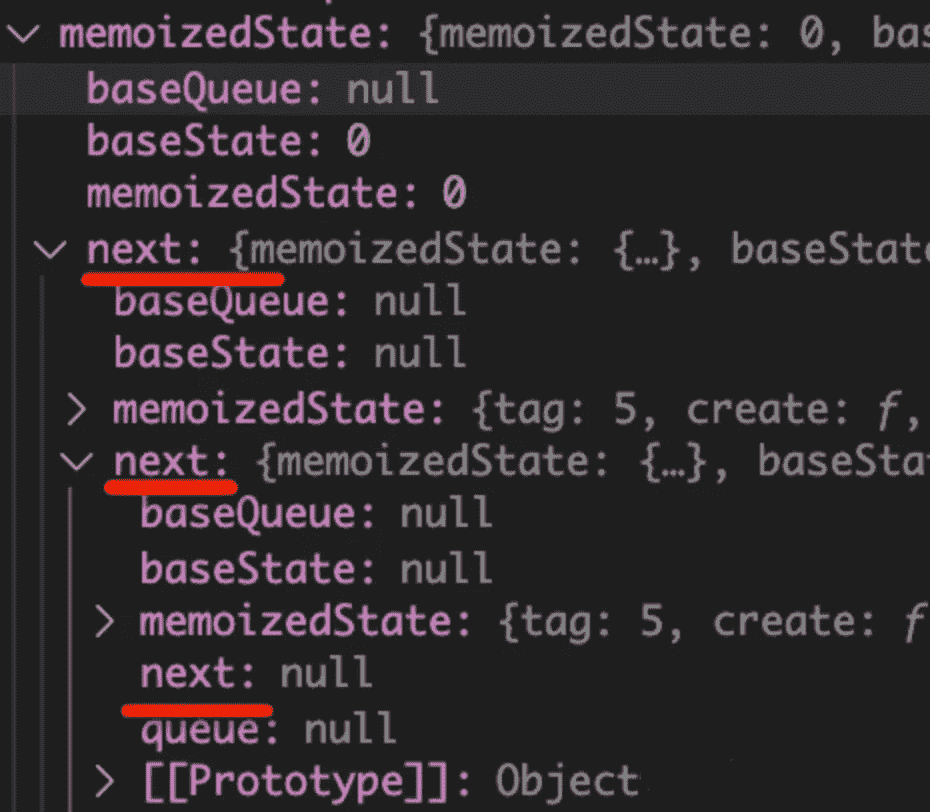 memoizedState: {memoizedState: 0, bas
baseQueue: null
baseState: 0
memoizedState: 0
next: {memoizedState: {…}, baseState
baseQueue: null
baseState: null
memoizedState: {tag: 5, create: ƒ,
next: {memoizedState: {…}, baseStat
baseQueue: null
baseState: null
memoizedState: {tag: 5, create: ƒ
next: null
queue: null
[[Prototype]]: Object